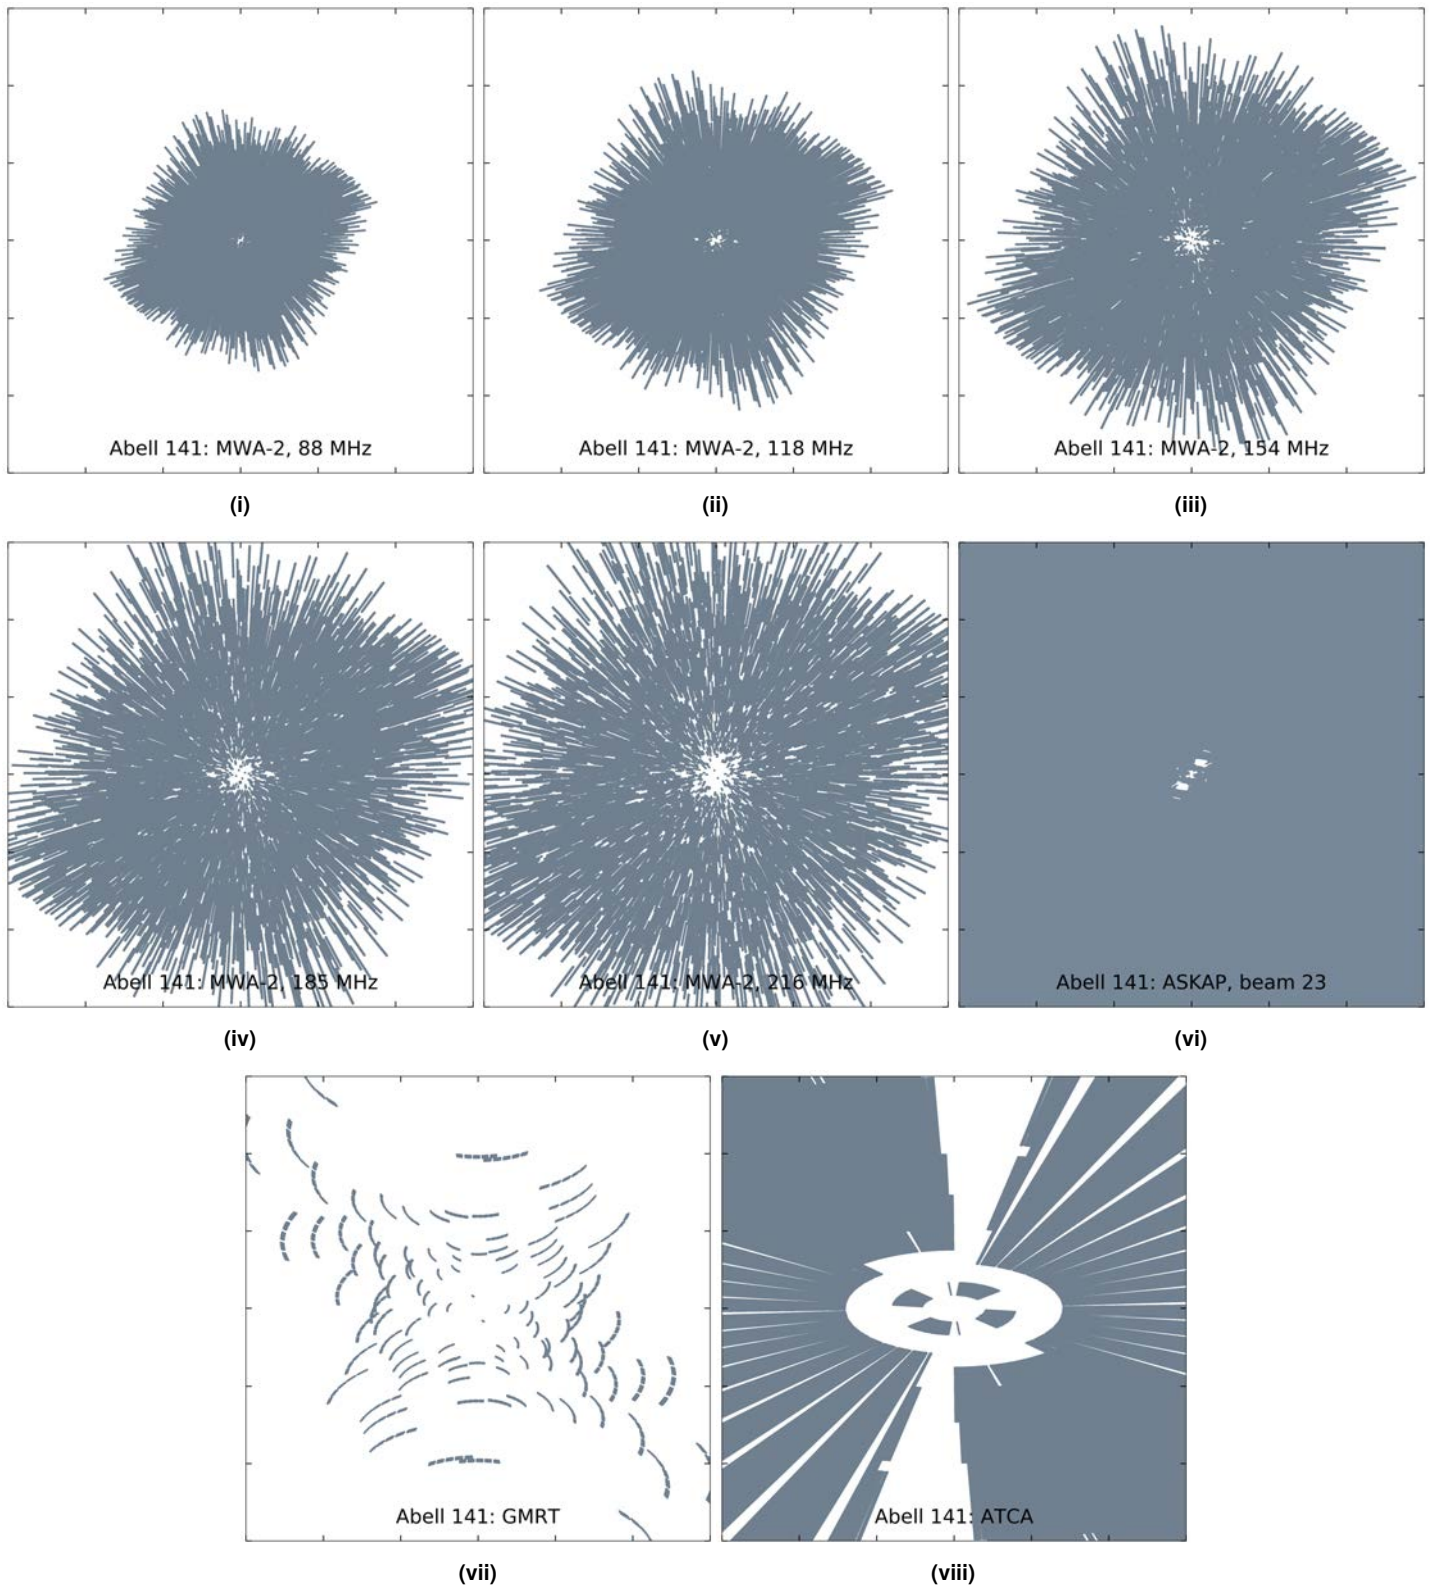 Abell 141: MWA-2, 88 MHz
Abell 141: MWA-2, 118 MHz
Abell 141: MWA-2, 154 MHz
(i)
(ii)
(iii)
Abell 141: MWA-2, 185 MHz
Abell 141: MWA-2, 216 MHz
Abell 141: ASKAP, beam 23
(iv)
(v)
(vi)
Abell 141: GMRT
Abell 141: ATCA
(vii)
(viii)